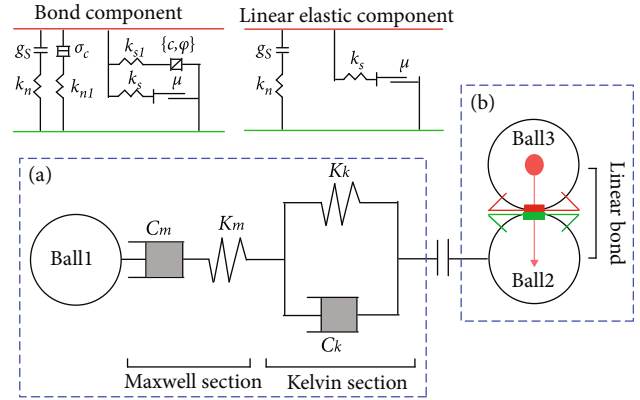 Bond component
Linear elastic component
g_S
σ_c
k_s1
{c,φ}
k_n
k_n1
k_s
μ
g_S
k_n
k_s
μ
(a)
(b)
Ball1
C_m
K_m
K_k
C_k
Maxwell section
Kelvin section
Ball3
Ball2
Linear bond